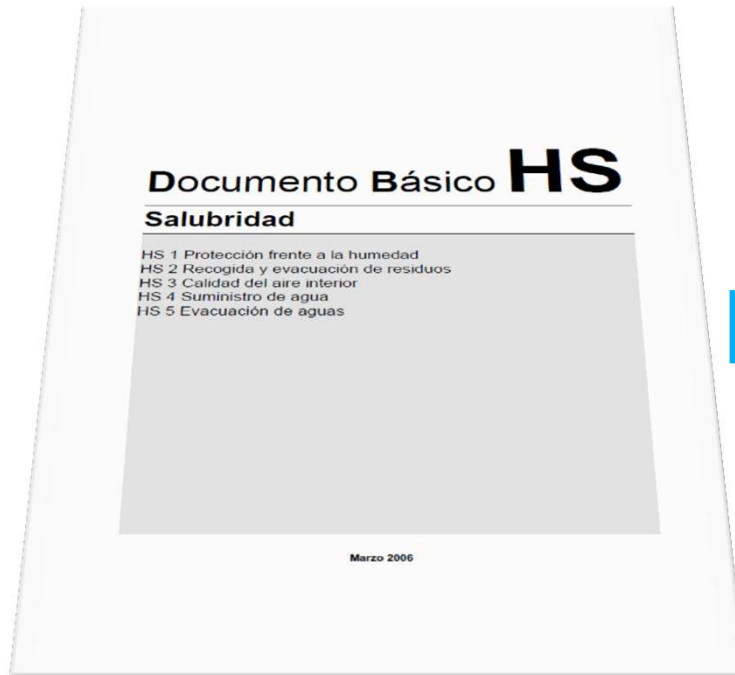 Documento Básico HS
Salubridad
HS 1 Protección frente a la humedad
HS 2 Recogida y evacuación de residuos
HS 3 Calidad del aire interior
HS 4 Suministro de agua
HS 5 Evacuación de aguas
Marzo 2006